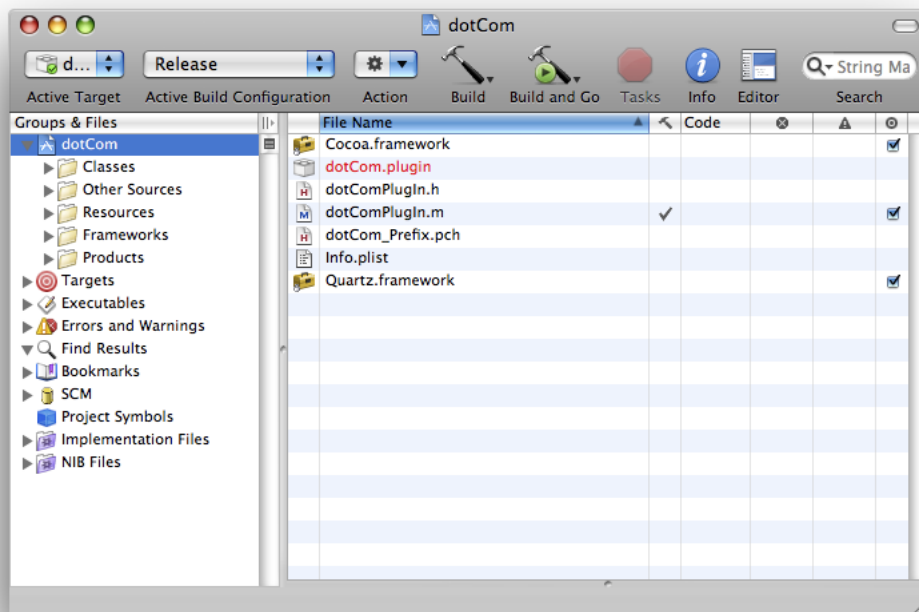 dotCom
d... Release
Active Target Active Build Configuration Action Build Build and Go Tasks Info Editor Search
String Ma
Groups & Files
dotCom
Classes
Other Sources
Resources
Frameworks
Products
Targets
Executables
Errors and Warnings
Find Results
Bookmarks
SCM
Project Symbols
Implementation Files
NIB Files
File Name Code
Cocoa.framework
dotCom.plugin
dotComPlugIn.h
dotComPlugIn.m
dotCom_Prefix.pch
Info.plist
Quartz.framework